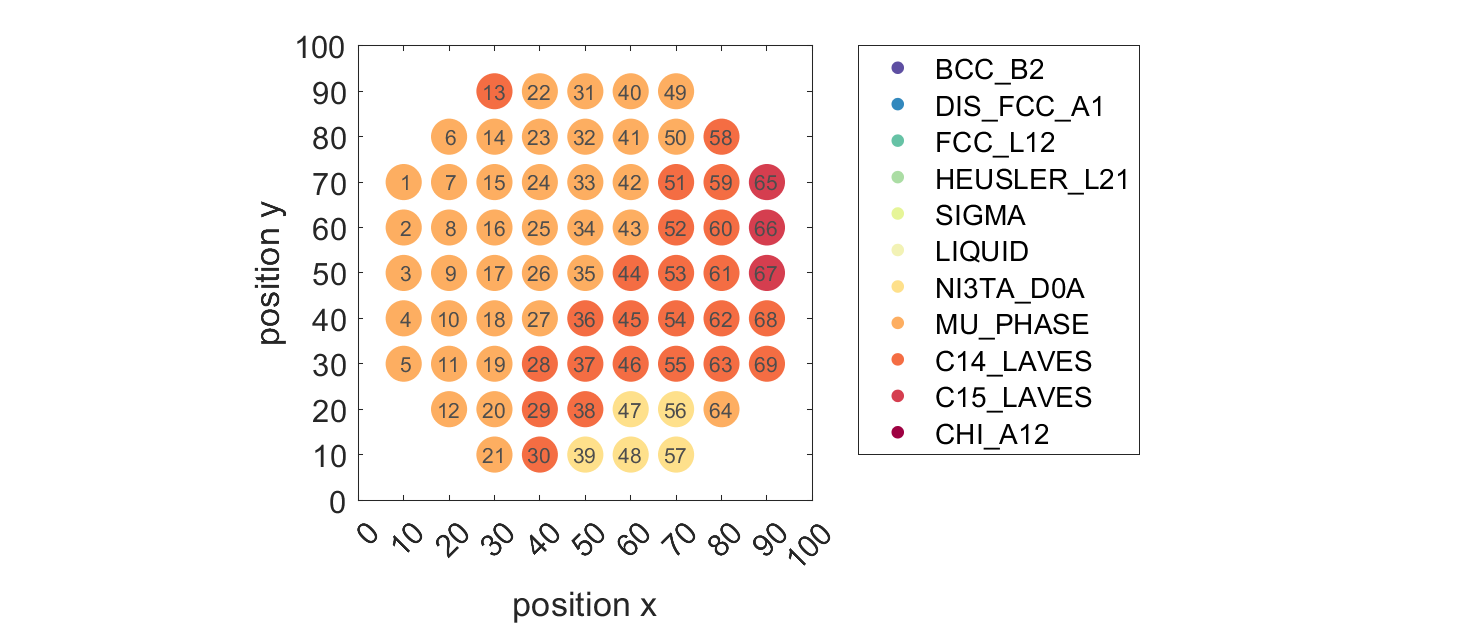 100
90
13 22 31 40 49
80
6 14 23 32 41 50 58
70
1 7 15 24 33 42 51 59 65
60
2 8 16 25 34 43 52 60 66
50
3 9 17 26 35 44 53 61 67
40
4 10 18 27 36 45 54 62 68
30
5 11 19 28 37 46 55 63 69
20
12 20 29 38 47 56 64
10
21 30 39 48 57
0
0 10 20 30 40 50 60 70 80 90 100
position x
position y
BCC_B2
DIS_FCC_A1
FCC_L12
HEUSLER_L21
SIGMA
LIQUID
NI3TA_D0A
MU_PHASE
C14_LAVES
C15_LAVES
CHI_A12